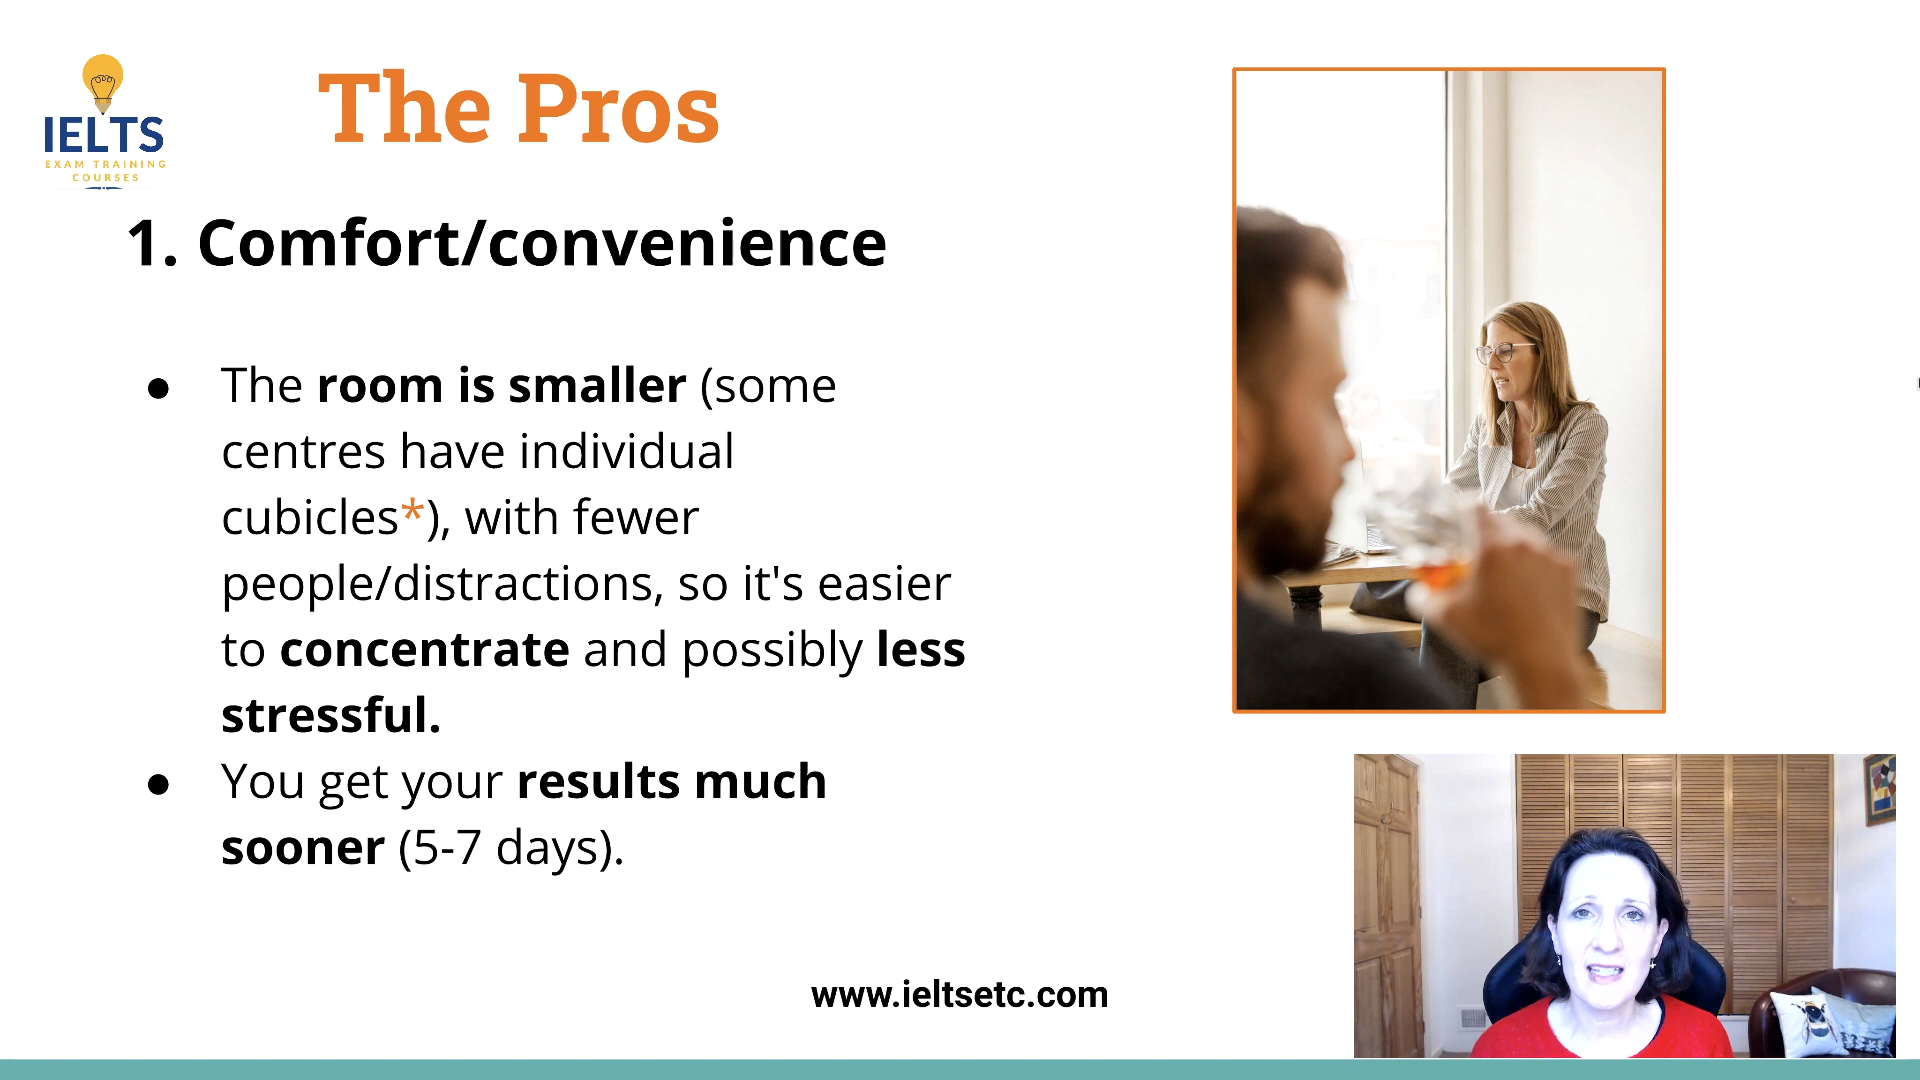 IELTS
EXAM TRAINING
COURSES
The Pros
1. Comfort/convenience
● The room is smaller (some
centres have individual
cubicles*), with fewer
people/distractions, so it's easier
to concentrate and possibly less
stressful.
● You get your results much
sooner (5-7 days).
www.ieltsetc.com